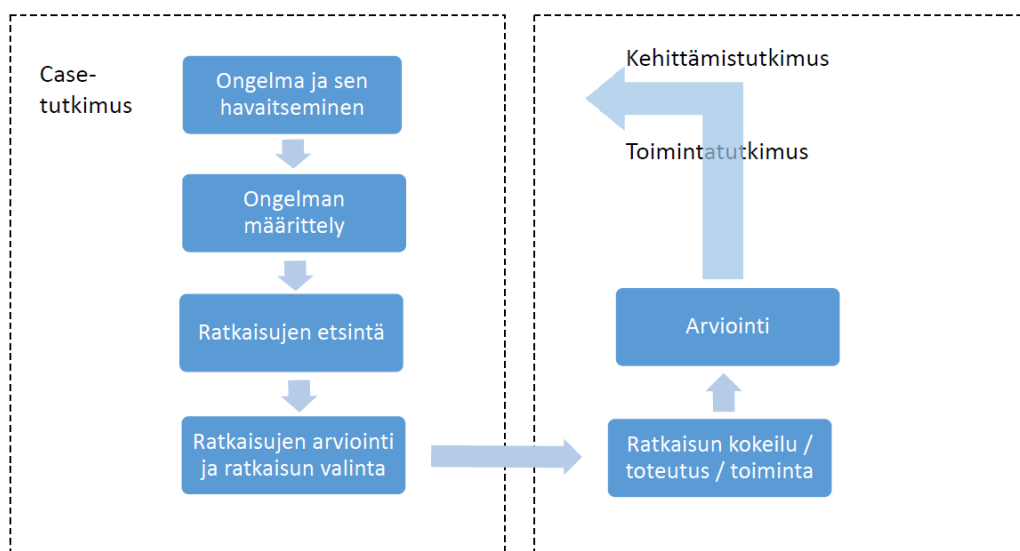 Case-
tutkimus
Ongelma ja sen
havaitseminen
Ongelman
määrittely
Ratkaisujen etsintä
Ratkaisujen arviointi
ja ratkaisun valinta
Kehittämistutkimus
Toimintatutkimus
Arviointi
Ratkaisun kokeilu /
toteutus / toiminta